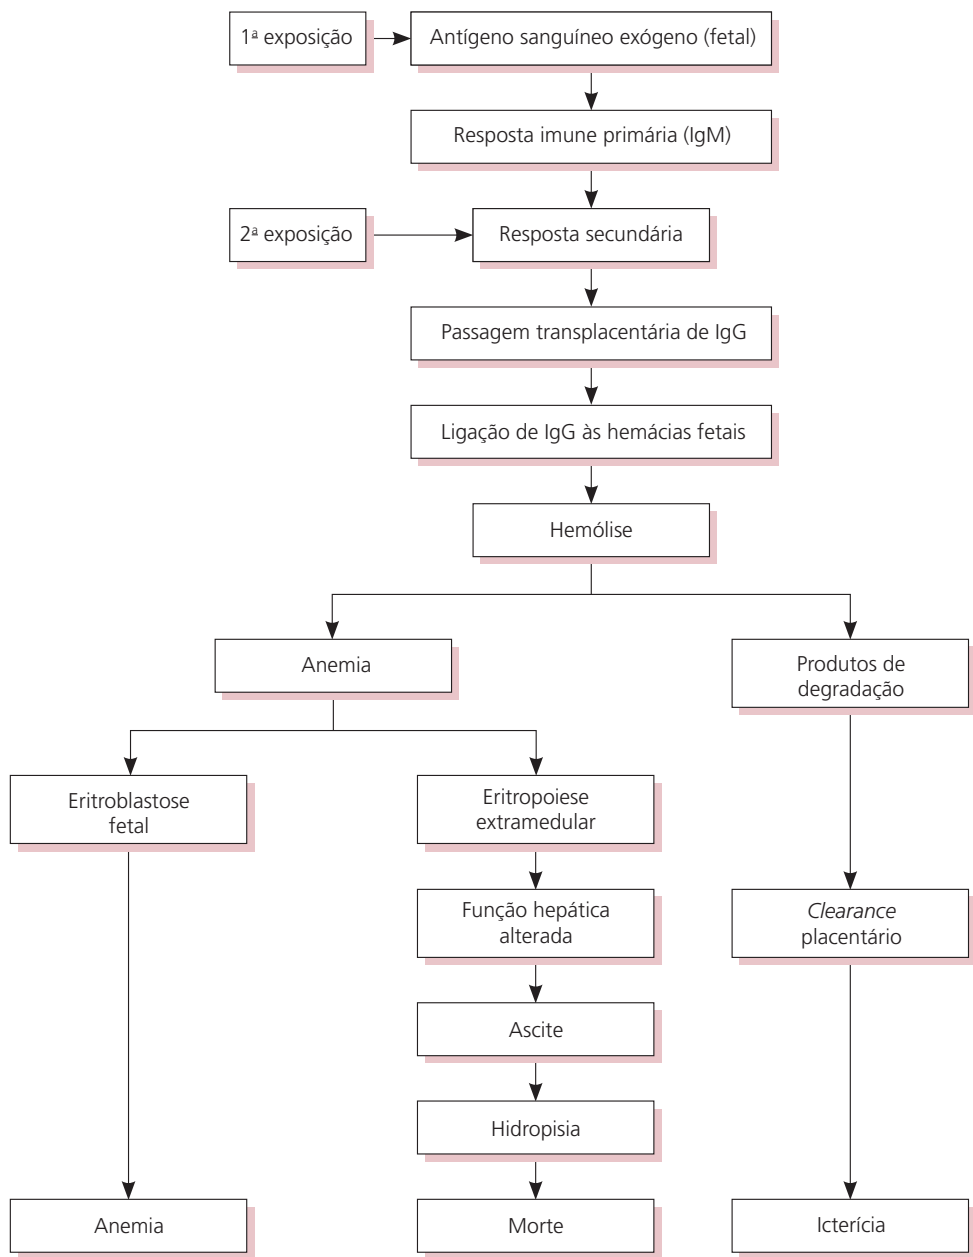 1ª exposição
Antígeno sanguíneo exógeno (fetal)
Resposta imune primária (IgM)
2ª exposição
Resposta secundária
Passagem transplacentária de IgG
Ligação de IgG às hemácias fetais
Hemólise
Anemia
Produtos de
degradação
Eritroblastose
fetal
Eritropoiese
extramedular
Função hepática
alterada
Clearance
placentário
Ascite
Hidropisia
Anemia
Morte
Icterícia